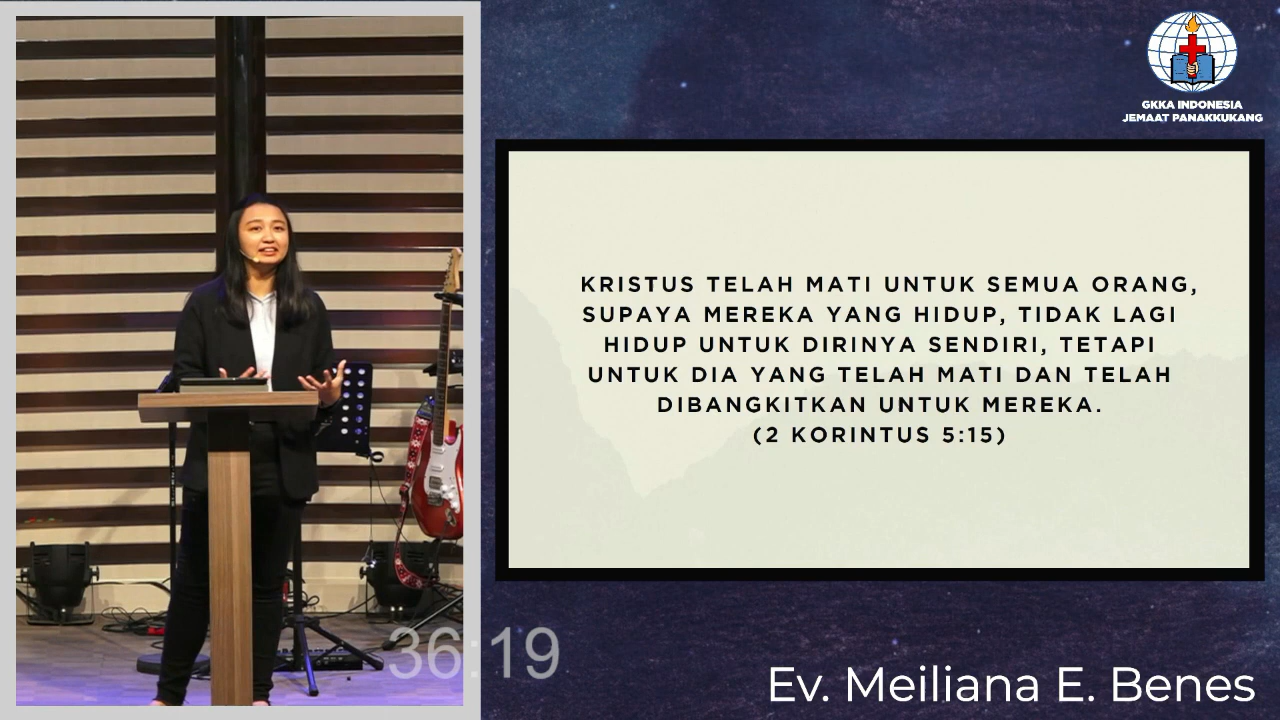 GKKA INDONESIA
JEMAAT PANAKKUKANG
KRISTUS TELAH MATI UNTUK SEMUA ORANG,
SUPAYA MEREKA YANG HIDUP, TIDAK LAGI
HIDUP UNTUK DIRINYA SENDIRI, TETAPI
UNTUK DIA YANG TELAH MATI DAN TELAH
DIBANGKITKAN UNTUK MEREKA.
(2 KORINTUS 5:15)
36:19
Ev. Meiliana E. Benes